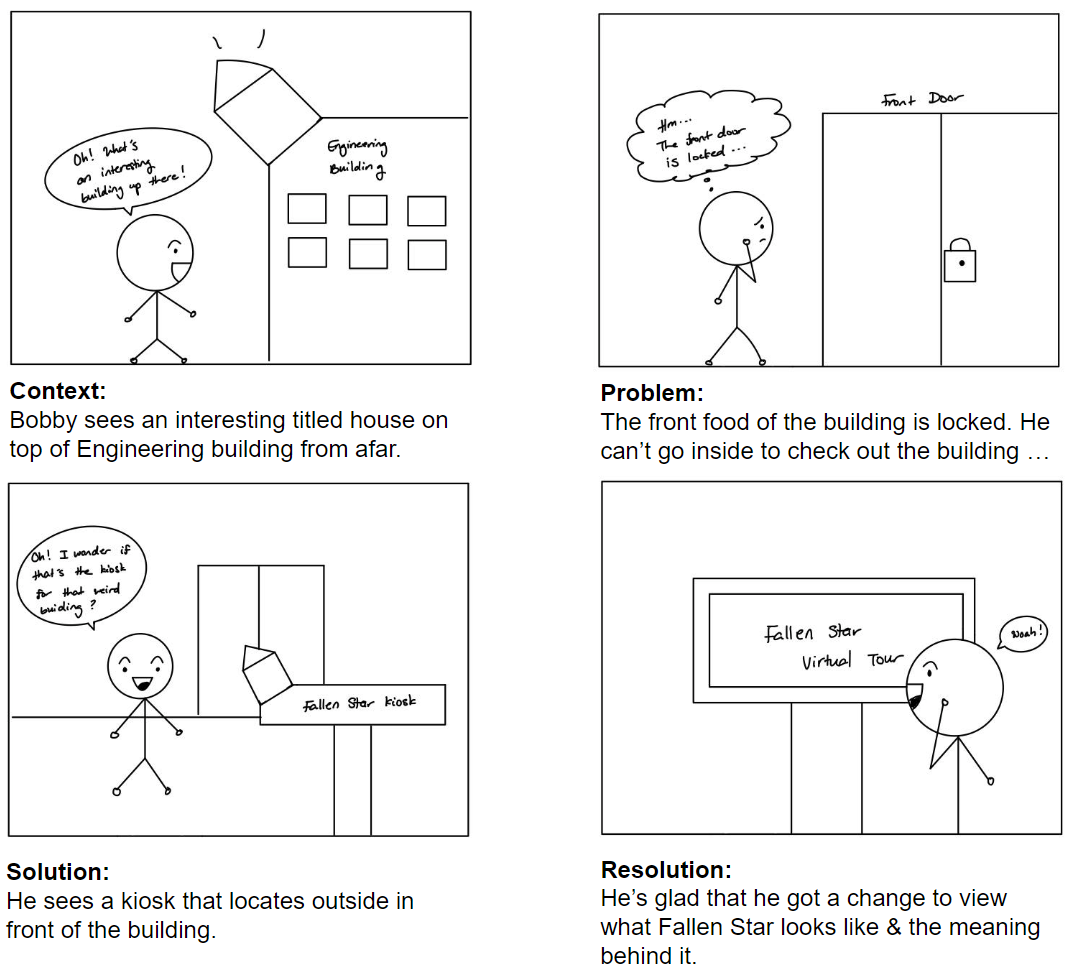 Oh! What's
an interesting
building up there!
Engineering
Building
Context:
Bobby sees an interesting titled house on
top of Engineering building from afar.
Front Door
Hm...
The front door
is locked ...
Problem:
The front food of the building is locked. He
can't go inside to check out the building …
Oh! I wonder if
that's the kiosk
for that weird
building?
Fallen Star kiosk
Solution:
He sees a kiosk that locates outside in
front of the building.
Fallen Star
Virtual Tour
Woah!
Resolution:
He's glad that he got a change to view
what Fallen Star looks like & the meaning
behind it.